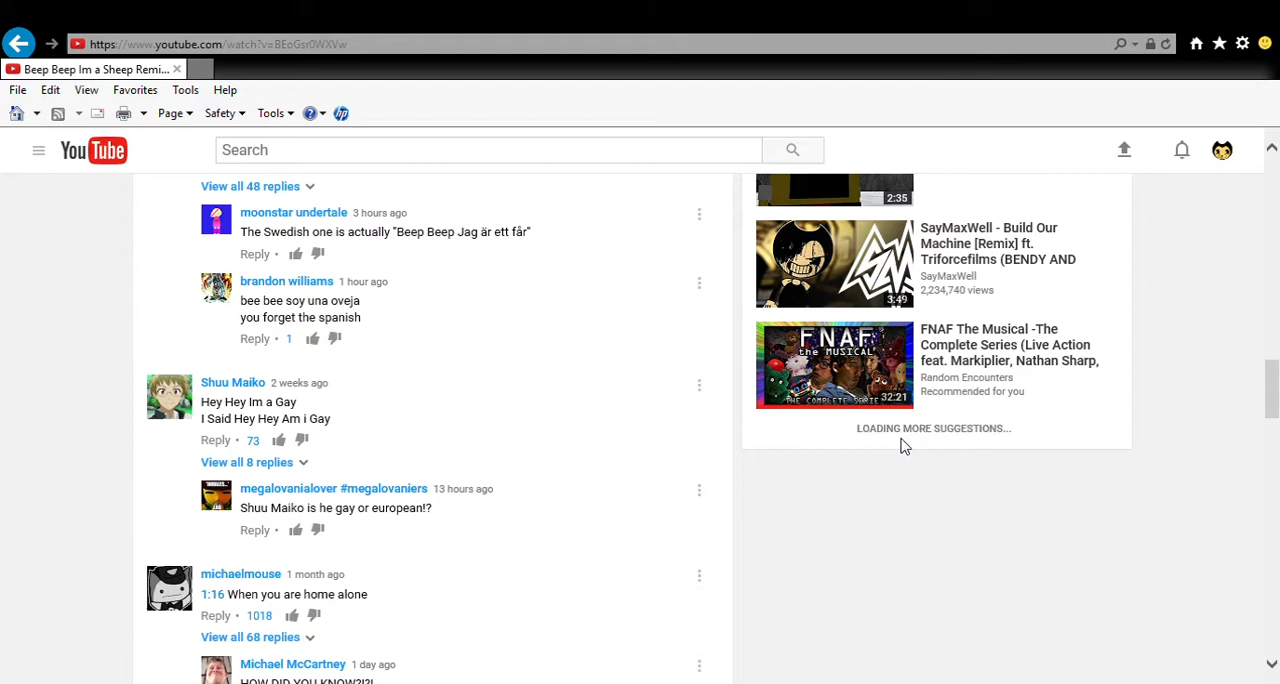 https://www.youtube.com/watch?v=BEoGsr0WXVw
Beep Beep Im a Sheep Remi...
File Edit View Favorites Tools Help
Page Safety Tools
YouTube
Search
View all 48 replies
moonstar undertale 3 hours ago
The Swedish one is actually "Beep Beep Jag är ett får"
Reply
brandon williams 1 hour ago
bee bee soy una oveja
you forget the spanish
Reply 1
Shuu Maiko 2 weeks ago
Hey Hey Im a Gay
I Said Hey Hey Am i Gay
Reply 73
View all 8 replies
megalovanialover #megalovaniers 13 hours ago
Shuu Maiko is he gay or european!?
Reply
michaelmouse 1 month ago
1:16 When you are home alone
Reply 1018
View all 68 replies
Michael McCartney 1 day ago
HOW DID YOU KNOW?!?!
2:35
SayMaxWell - Build Our
Machine [Remix] ft.
Triforcefilms (BENDY AND
SayMaxWell
2,234,740 views
3:49
FNAF The Musical -The
Complete Series (Live Action
feat. Markiplier, Nathan Sharp,
Random Encounters
Recommended for you
FNAF
the MUSICAL
THE COMPLETE SERIES
32:21
LOADING MORE SUGGESTIONS...